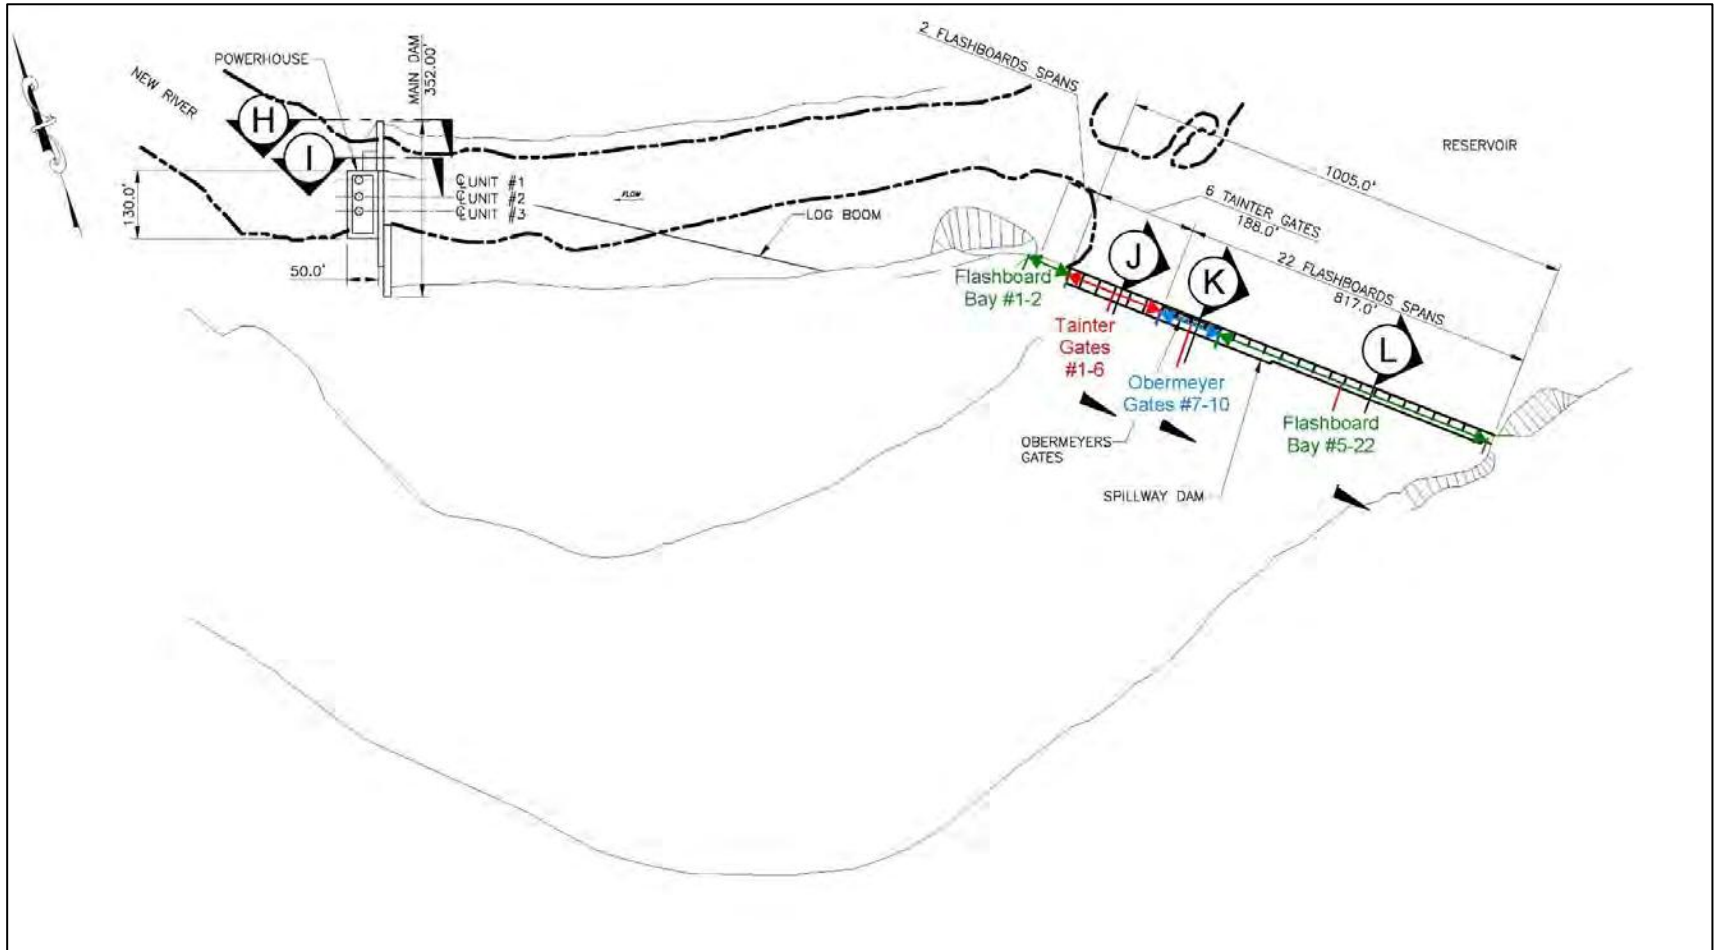 2 FLASHBOARDS SPANS
POWERHOUSE
MAIN DAM
352.00'
NEW RIVER
H
I
RESERVOIR
1005.0'
130.0'
℄ UNIT #1
℄ UNIT #2
℄ UNIT #3
FLOW
LOG BOOM
6 TAINTER GATES
188.0'
50.0'
J
K
22 FLASHBOARDS SPANS
817.0'
L
Flashboard
Bay #1-2
Tainter
Gates
#1-6
Obermeyer
Gates #7-10
Flashboard
Bay #5-22
OBERMEYERS
GATES
SPILLWAY DAM